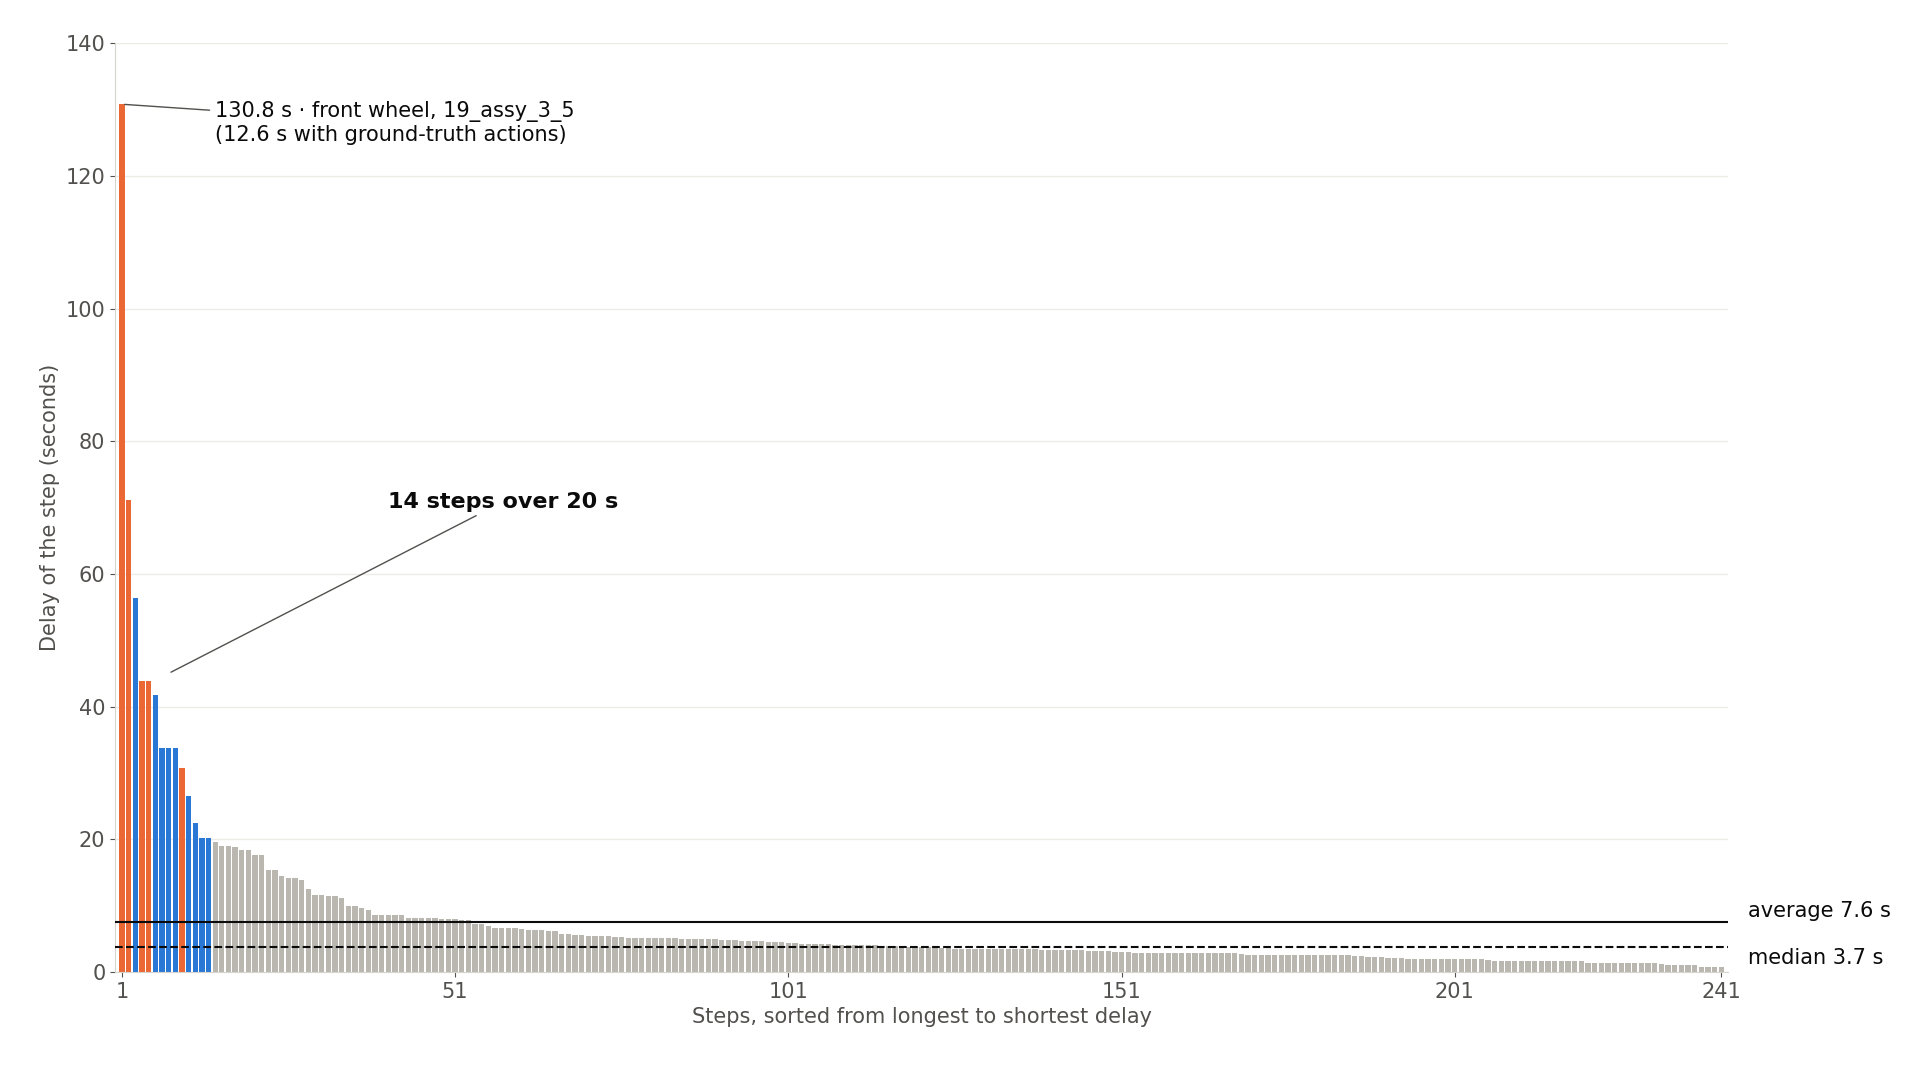 140
120
100
80
60
40
20
0
Delay of the step (seconds)
130.8 s · front wheel, 19_assy_3_5
(12.6 s with ground-truth actions)
14 steps over 20 s
average 7.6 s
median 3.7 s
1 51 101 151 201 241
Steps, sorted from longest to shortest delay